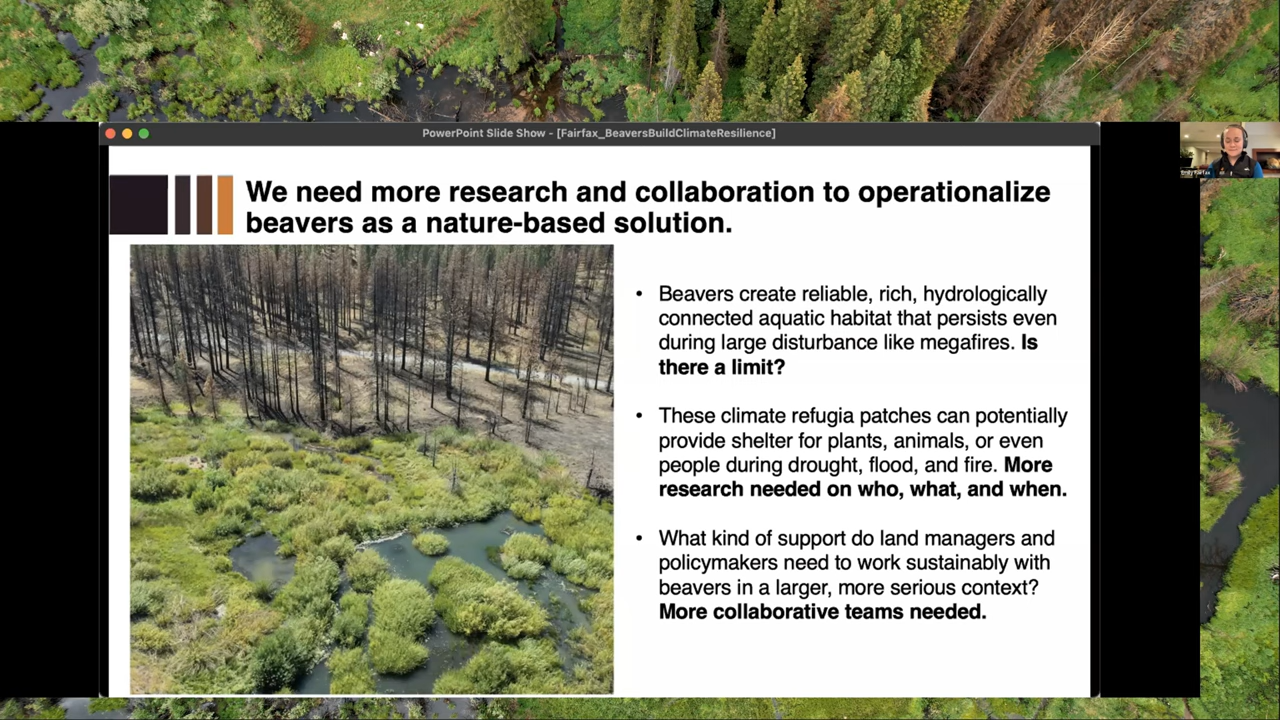 PowerPoint Slide Show - [Fairfax_BeaversBuildClimateResilience]
We need more research and collaboration to operationalize
beavers as a nature-based solution.
• Beavers create reliable, rich, hydrologically
connected aquatic habitat that persists even
during large disturbance like megafires. Is
there a limit?
• These climate refugia patches can potentially
provide shelter for plants, animals, or even
people during drought, flood, and fire. More
research needed on who, what, and when.
• What kind of support do land managers and
policymakers need to work sustainably with
beavers in a larger, more serious context?
More collaborative teams needed.
Emily Fairfax